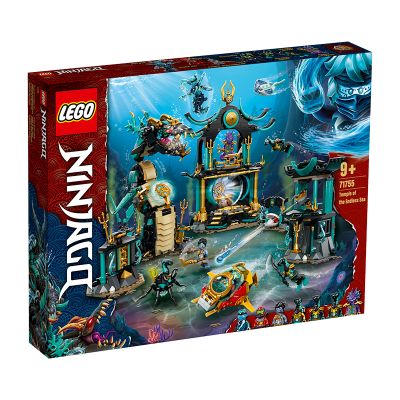 LEGO
NINJAGO
9+
71755
Temple of
the Endless Sea